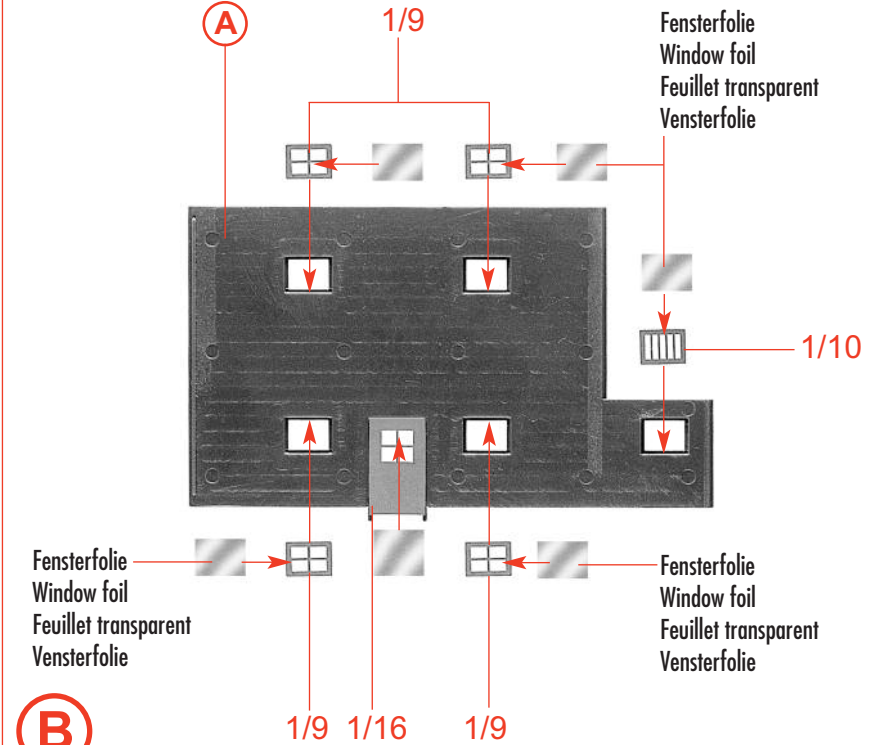 A
1/9
Fensterfolie
Window foil
Feuillet transparent
Vensterfolie
1/10
Fensterfolie
Window foil
Feuillet transparent
Vensterfolie
Fensterfolie
Window foil
Feuillet transparent
Vensterfolie
B
1/9
1/16
1/9